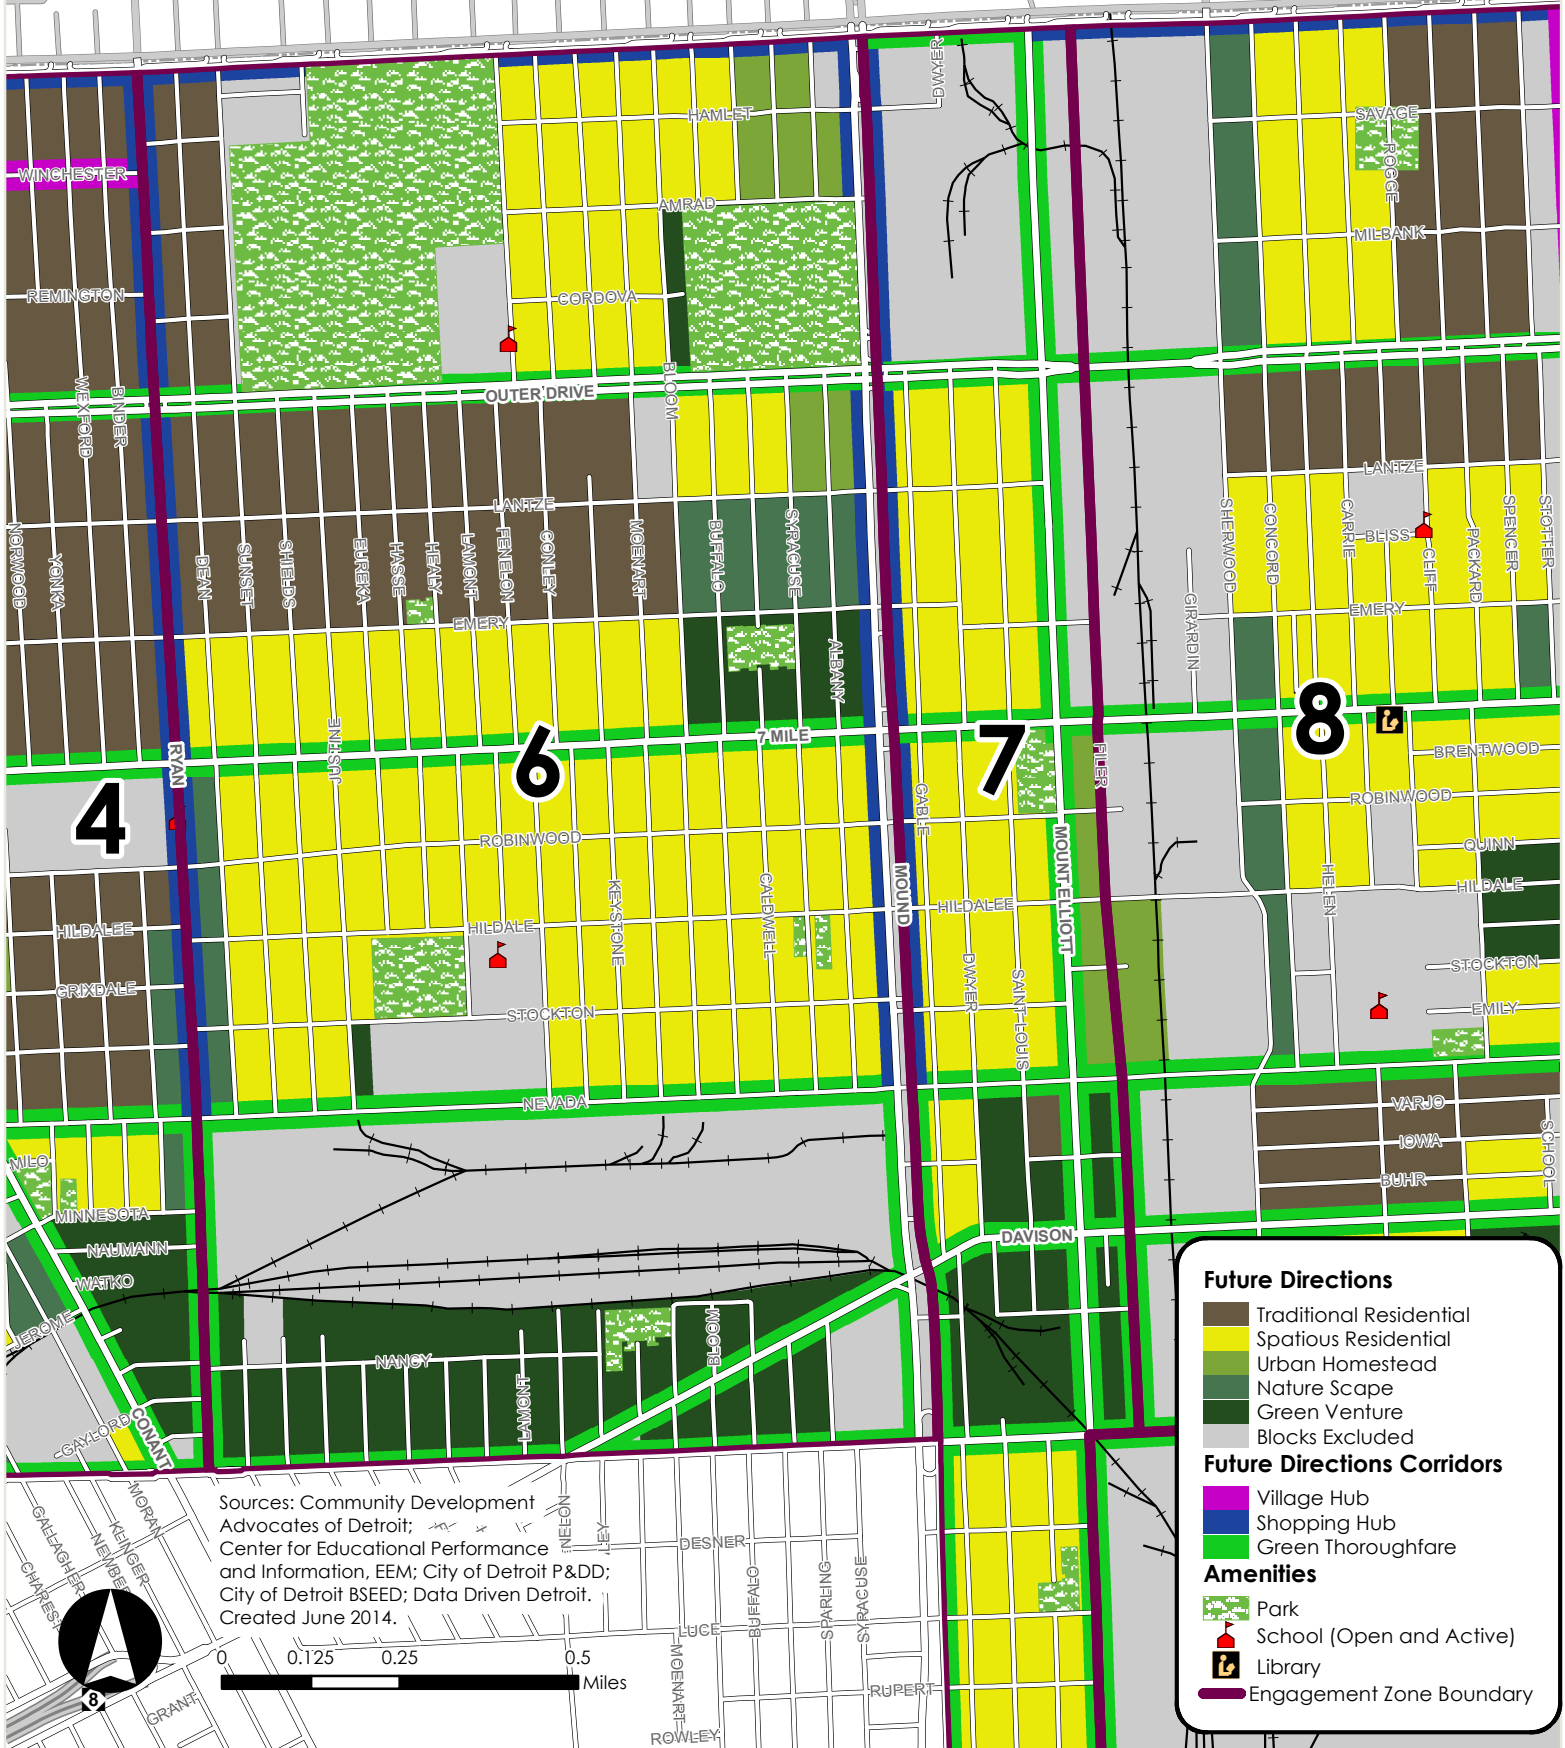 DWYER
HAMLET
SAVAGE
ROGGE
WINCHESTER
AMRAD
MILBANK
REMINGTON
CORDOVA
WEXFORD
BINDER
OUTER DRIVE
BLOOM
LANTZE
LANTZE
NORWOOD
YONKA
DEAN
SUNSET
SHIELDS
EUREKA
HASSE
HEALY
LAMONT
FENELON
CONLEY
MOENART
BUFFALO
SYRACUSE
SHERWOOD
CONCORD
CARRIE
BLISS
CLIFF
PACKARD
SPENCER
STOTTER
EMERY
EMERY
ALBANY
GIRARDIN
RYAN
JUSTINE
7 MILE
6
7
8
4
FILER
BRENTWOOD
GABLE
ROBINWOOD
ROBINWOOD
QUINN
MOUNT ELLIOTT
KEYSTONE
CALDWELL
MOUND
HILDALEE
HILDALE
HILDALEE
HELEN
HILDALE
GRIXDALE
STOCKTON
DWYER
SAINT LOUIS
STOCKTON
EMILY
NEVADA
VARJO
IOWA
BUHR
SCHOOL
MILO
MINNESOTA
NAUMANN
WATKO
JEROME
DAVISON
NANCY
BLOOM
LAMONT
GAYLORD
CONANT
Future Directions
Traditional Residential
Spatious Residential
Urban Homestead
Nature Scape
Green Venture
Blocks Excluded
Future Directions Corridors
Village Hub
Shopping Hub
Green Thoroughfare
Amenities
Park
School (Open and Active)
Library
Engagement Zone Boundary
MORAN
KLINGER
GALLAGHER
CHAREST
Sources: Community Development
Advocates of Detroit;
Center for Educational Performance
and Information, EEM; City of Detroit P&DD;
City of Detroit BSEED; Data Driven Detroit.
Created June 2014.
NELON
LEY
DESNER
BUFFALO
SPARLING
SYRACUSE
LUCE
MOENART
RUPERT
ROWLEY
GRANT
8
0 0.125 0.25 0.5
Miles